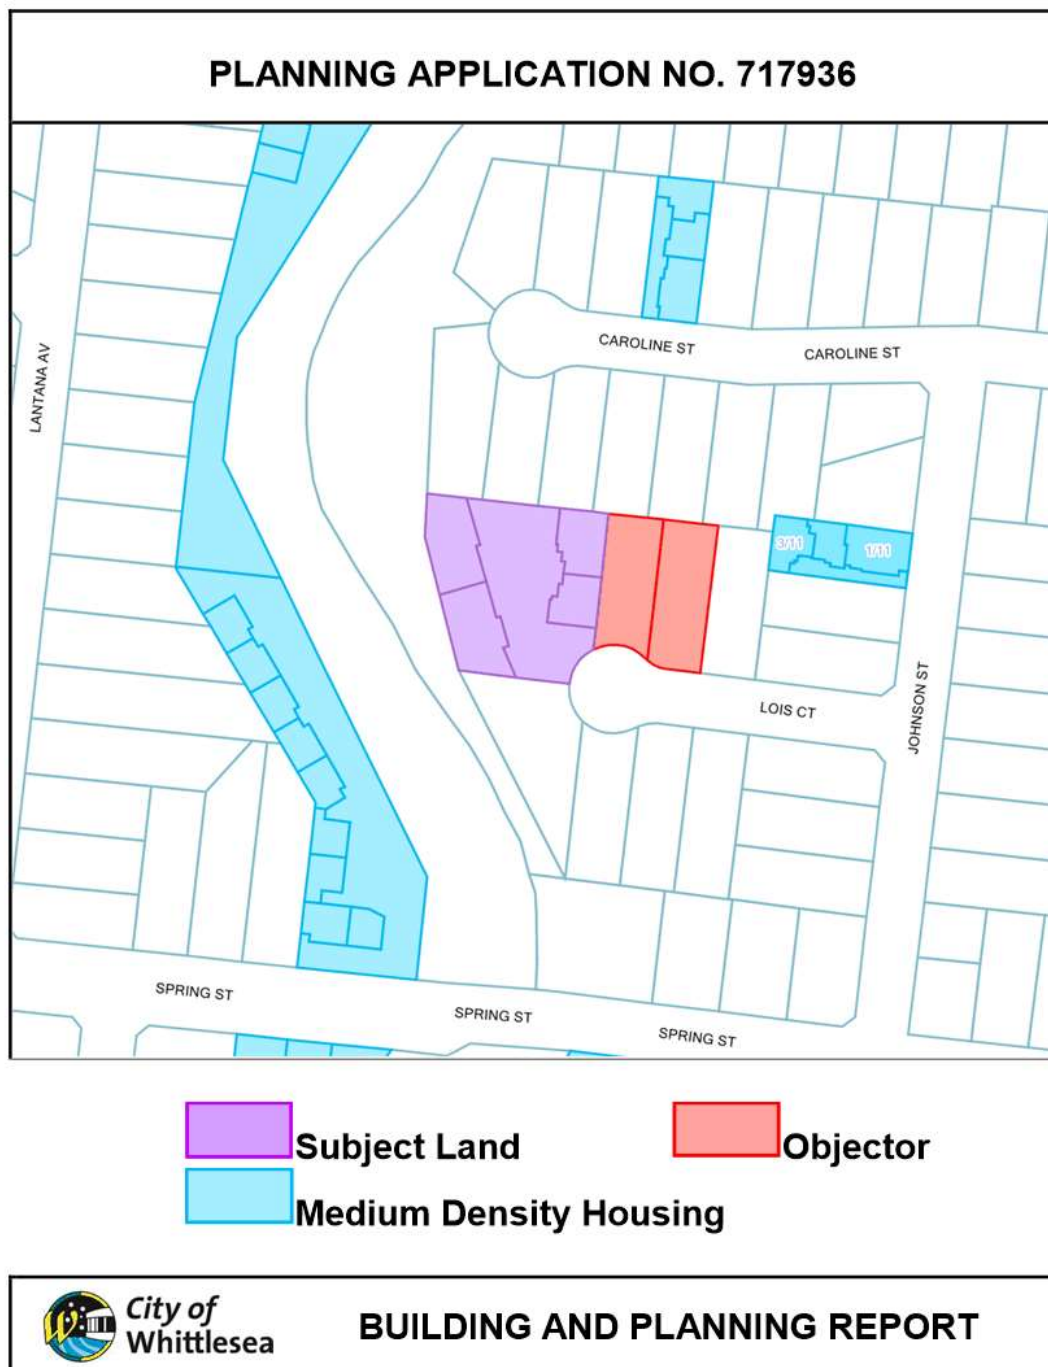 PLANNING APPLICATION NO. 717936
LANTANA AV
CAROLINE ST
CAROLINE ST
3/11
1/11
LOIS CT
JOHNSON ST
SPRING ST
SPRING ST
SPRING ST
Subject Land
Objector
Medium Density Housing
City of
Whittlesea
BUILDING AND PLANNING REPORT